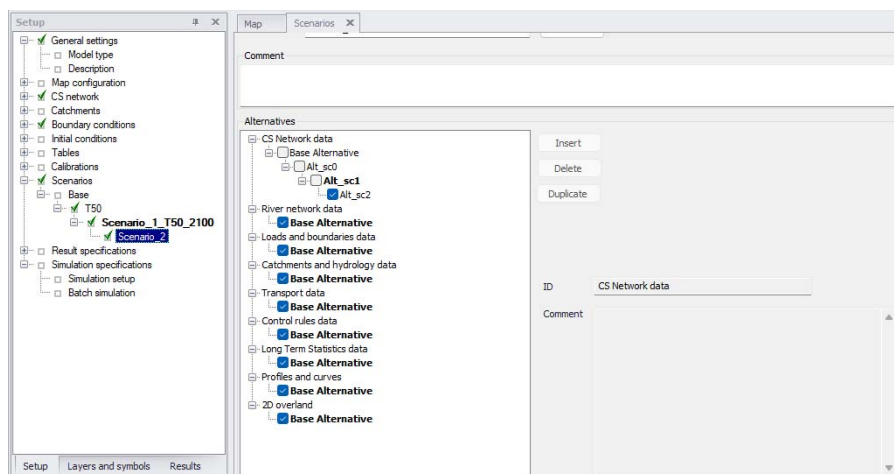 Setup
General settings
Model type
Description
Map configuration
CS network
Catchments
Boundary conditions
Initial conditions
Tables
Calibrations
Scenarios
Base
T50
Scenario_1_T50_2100
Scenario_2
Result specifications
Simulation specifications
Simulation setup
Batch simulation
Setup Layers and symbols Results
Map Scenarios
Comment
Alternatives
CS Network data
Base Alternative
Alt_sc0
Alt_sc1
Alt_sc2
River network data
Base Alternative
Loads and boundaries data
Base Alternative
Catchments and hydrology data
Base Alternative
Transport data
Base Alternative
Control rules data
Base Alternative
Long Term Statistics data
Base Alternative
Profiles and curves
Base Alternative
2D overland
Base Alternative
Insert
Delete
Duplicate
ID CS Network data
Comment